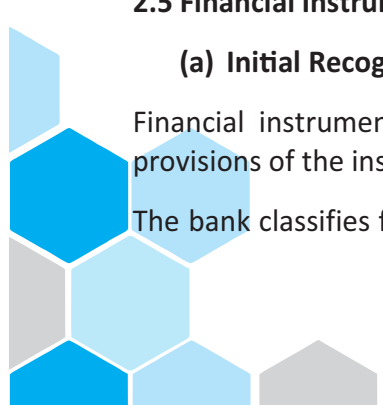 2.5 Financial Instru
(a) Initial Recog
Financial instrumen
provisions of the ins
The bank classifies f